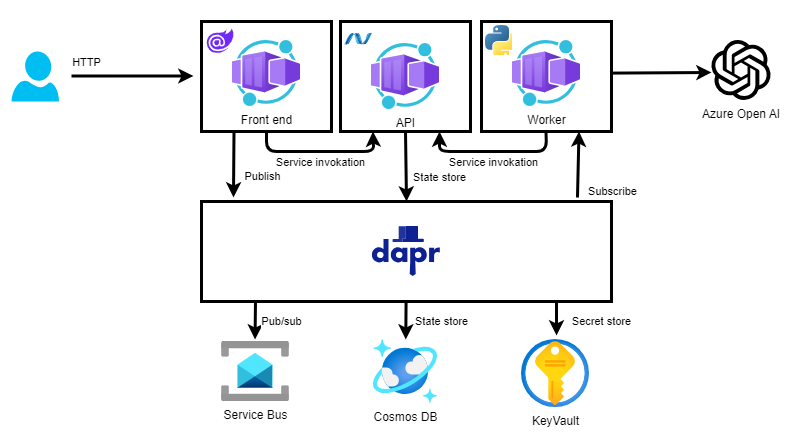 HTTP
Front end
API
Worker
Azure Open AI
Service invokation
Service invokation
Publish
State store
Subscribe
dapr
Pub/sub
State store
Secret store
Service Bus
Cosmos DB
KeyVault